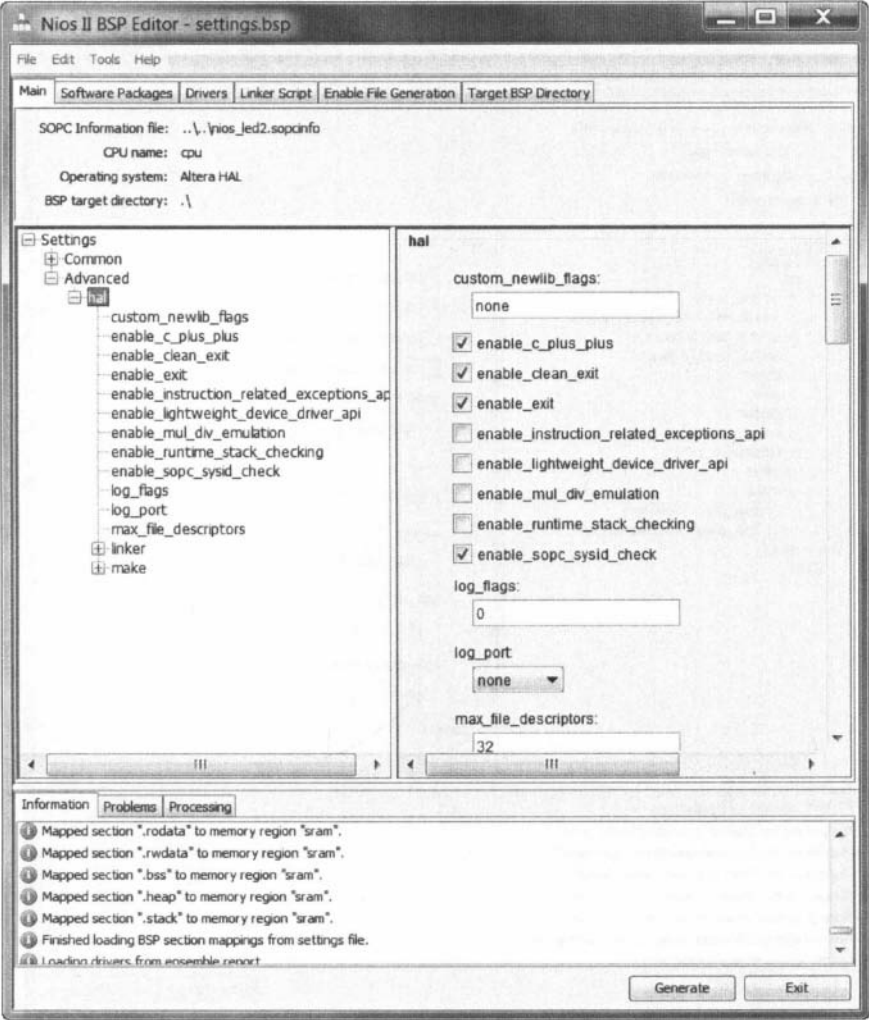 Nios II BSP Editor - settings.bsp
File Edit Tools Help
Main Software Packages Drivers Linker Script Enable File Generation Target BSP Directory
SOPC Information file: ..\..\nios_led2.sopcinfo
CPU name: cpu
Operating system: Altera HAL
BSP target directory: .\
Settings
Common
Advanced
hal
custom_newlib_flags
enable_c_plus_plus
enable_clean_exit
enable_exit
enable_instruction_related_exceptions_ap
enable_lightweight_device_driver_api
enable_mul_div_emulation
enable_runtime_stack_checking
enable_sopc_sysid_check
log_flags
log_port
max_file_descriptors
linker
make
hal
custom_newlib_flags:
none
enable_c_plus_plus
enable_clean_exit
enable_exit
enable_instruction_related_exceptions_api
enable_lightweight_device_driver_api
enable_mul_div_emulation
enable_runtime_stack_checking
enable_sopc_sysid_check
log_flags:
0
log_port:
none
max_file_descriptors:
32
Information Problems Processing
Mapped section ".rodata" to memory region "sram".
Mapped section ".rwdata" to memory region "sram".
Mapped section ".bss" to memory region "sram".
Mapped section ".heap" to memory region "sram".
Mapped section ".stack" to memory region "sram".
Finished loading BSP section mappings from settings file.
Loading drivers from ensemble report
Generate Exit